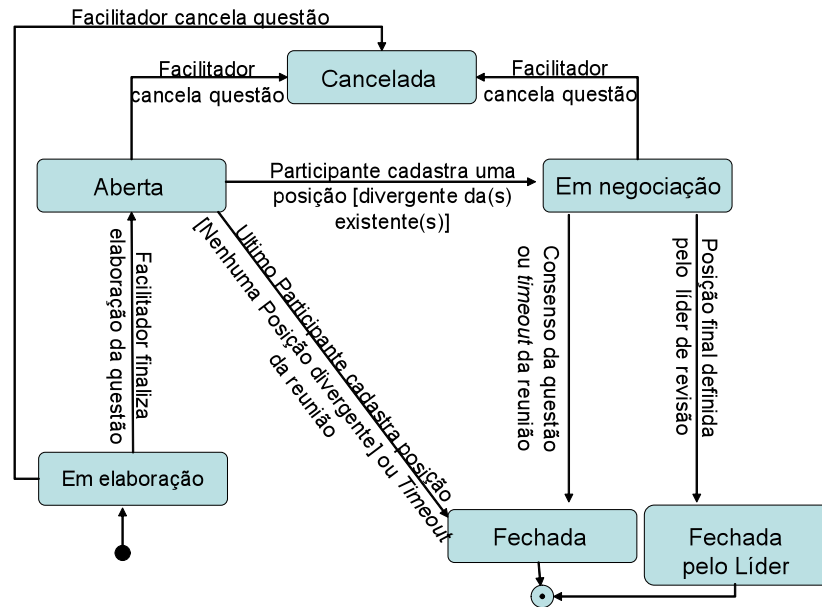 Facilitador cancela questão
Cancelada
Facilitador
cancela questão
Facilitador
cancela questão
Aberta
Participante cadastra uma
posição [divergente da(s)
existente(s)]
Em negociação
Facilitador finaliza
elaboração da questão
Ultimo Participante cadastra posição
[Nenhuma Posição divergente] ou Timeout
da reunião
Consenso da questão
ou timeout da reunião
Posição final definida
pelo líder de revisão
Em elaboração
Fechada
Fechada
pelo Líder